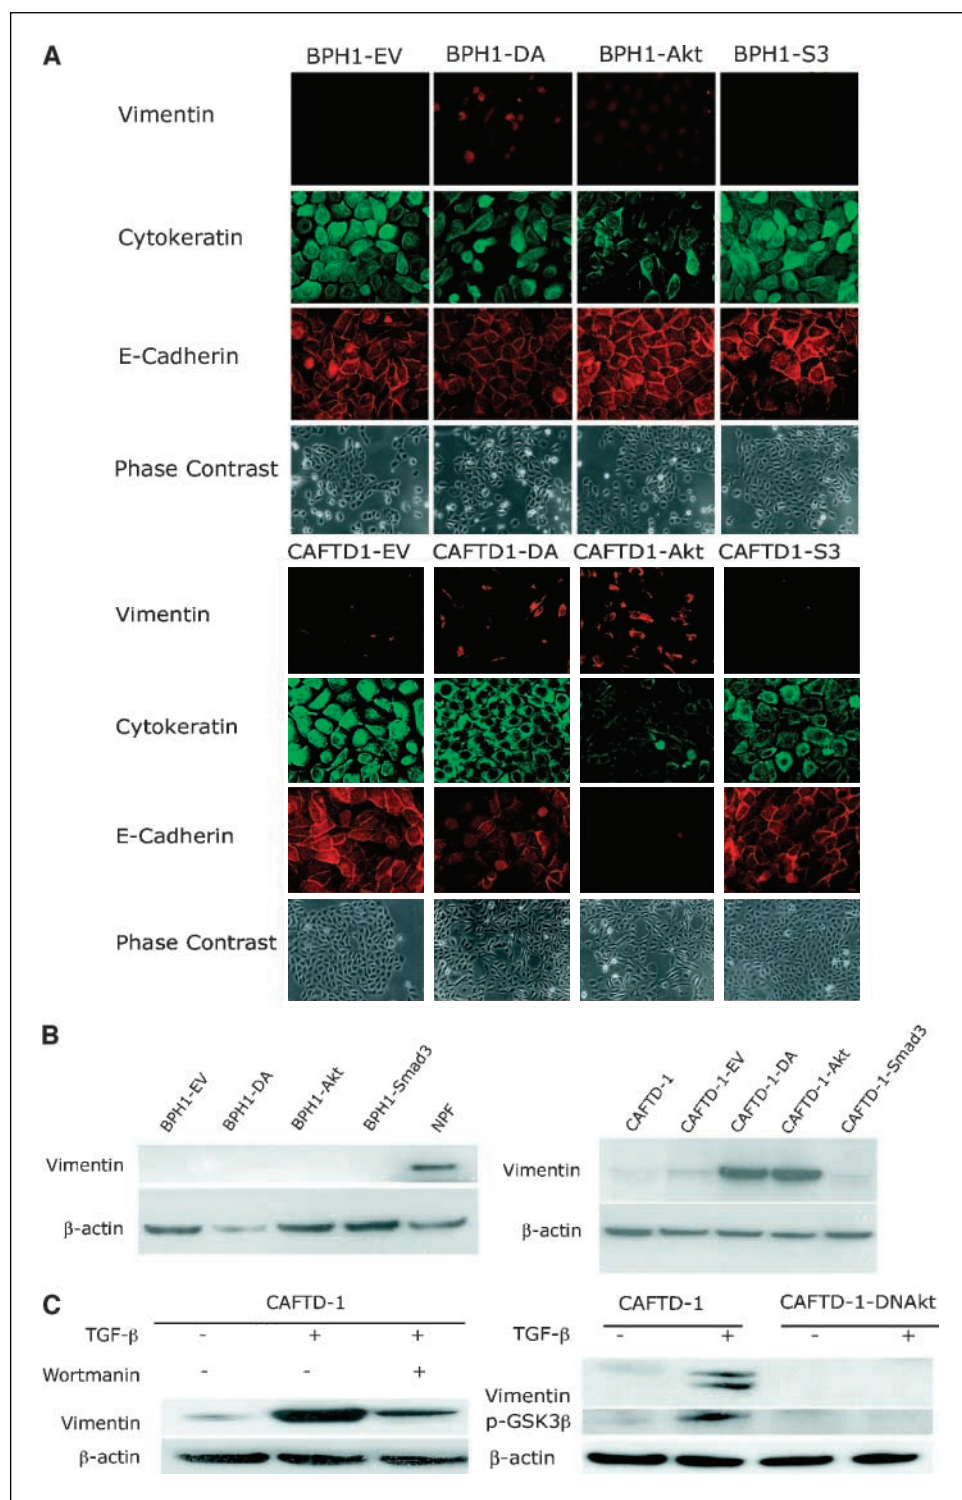 A
BPH1-EV BPH1-DA BPH1-Akt BPH1-S3
Vimentin
Cytokeratin
E-Cadherin
Phase Contrast
CAFTD1-EV CAFTD1-DA CAFTD1-Akt CAFTD1-S3
Vimentin
Cytokeratin
E-Cadherin
Phase Contrast
B
BPH1-EV BPH1-DA BPH1-Akt BPH1-Smad3 NPF
Vimentin
β-actin
CAFTD-1 CAFTD-1-EV CAFTD-1-DA CAFTD-1-Akt CAFTD-1-Smad3
Vimentin
β-actin
C
CAFTD-1
TGF-β - + +
Wortmanin - - +
Vimentin
β-actin
CAFTD-1 CAFTD-1-DNAkt
TGF-β - + - +
Vimentin
p-GSK3β
β-actin